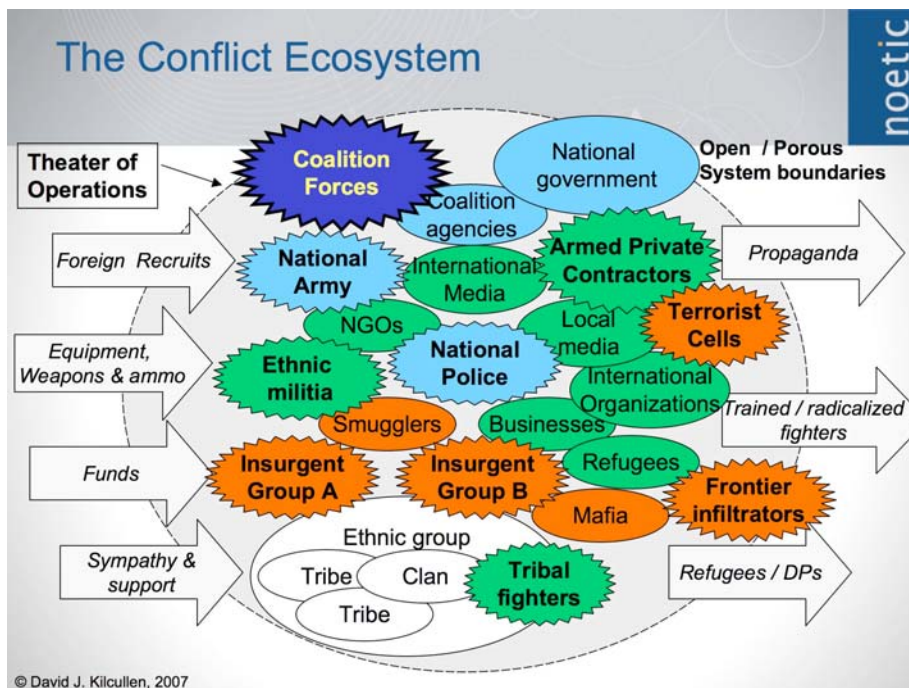 The Conflict Ecosystem
noetic
Theater of
Operations
Coalition
Forces
National
government
Open / Porous
System boundaries
Coalition
agencies
Foreign Recruits
National
Army
International
Media
Armed Private
Contractors
Propaganda
NGOs
Local
media
Terrorist
Cells
Equipment,
Weapons & ammo
Ethnic
militia
National
Police
International
Organizations
Trained / radicalized
fighters
Smugglers
Businesses
Funds
Insurgent
Group A
Insurgent
Group B
Refugees
Frontier
infiltrators
Mafia
Sympathy &
support
Ethnic group
Tribe
Clan
Tribe
Tribal
fighters
Refugees / DPs
© David J. Kilcullen, 2007